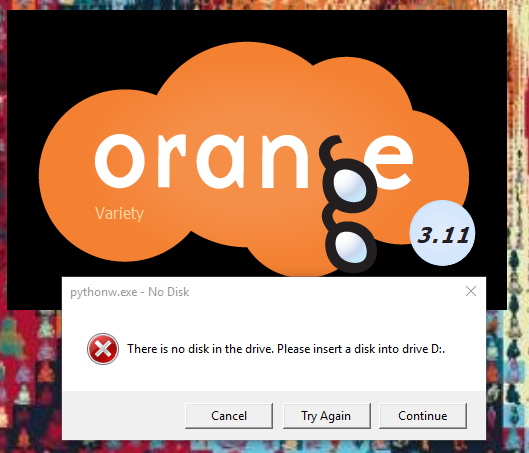 orange
Variety
3.11
pythonw.exe - No Disk
There is no disk in the drive. Please insert a disk into drive D:.
Cancel Try Again Continue